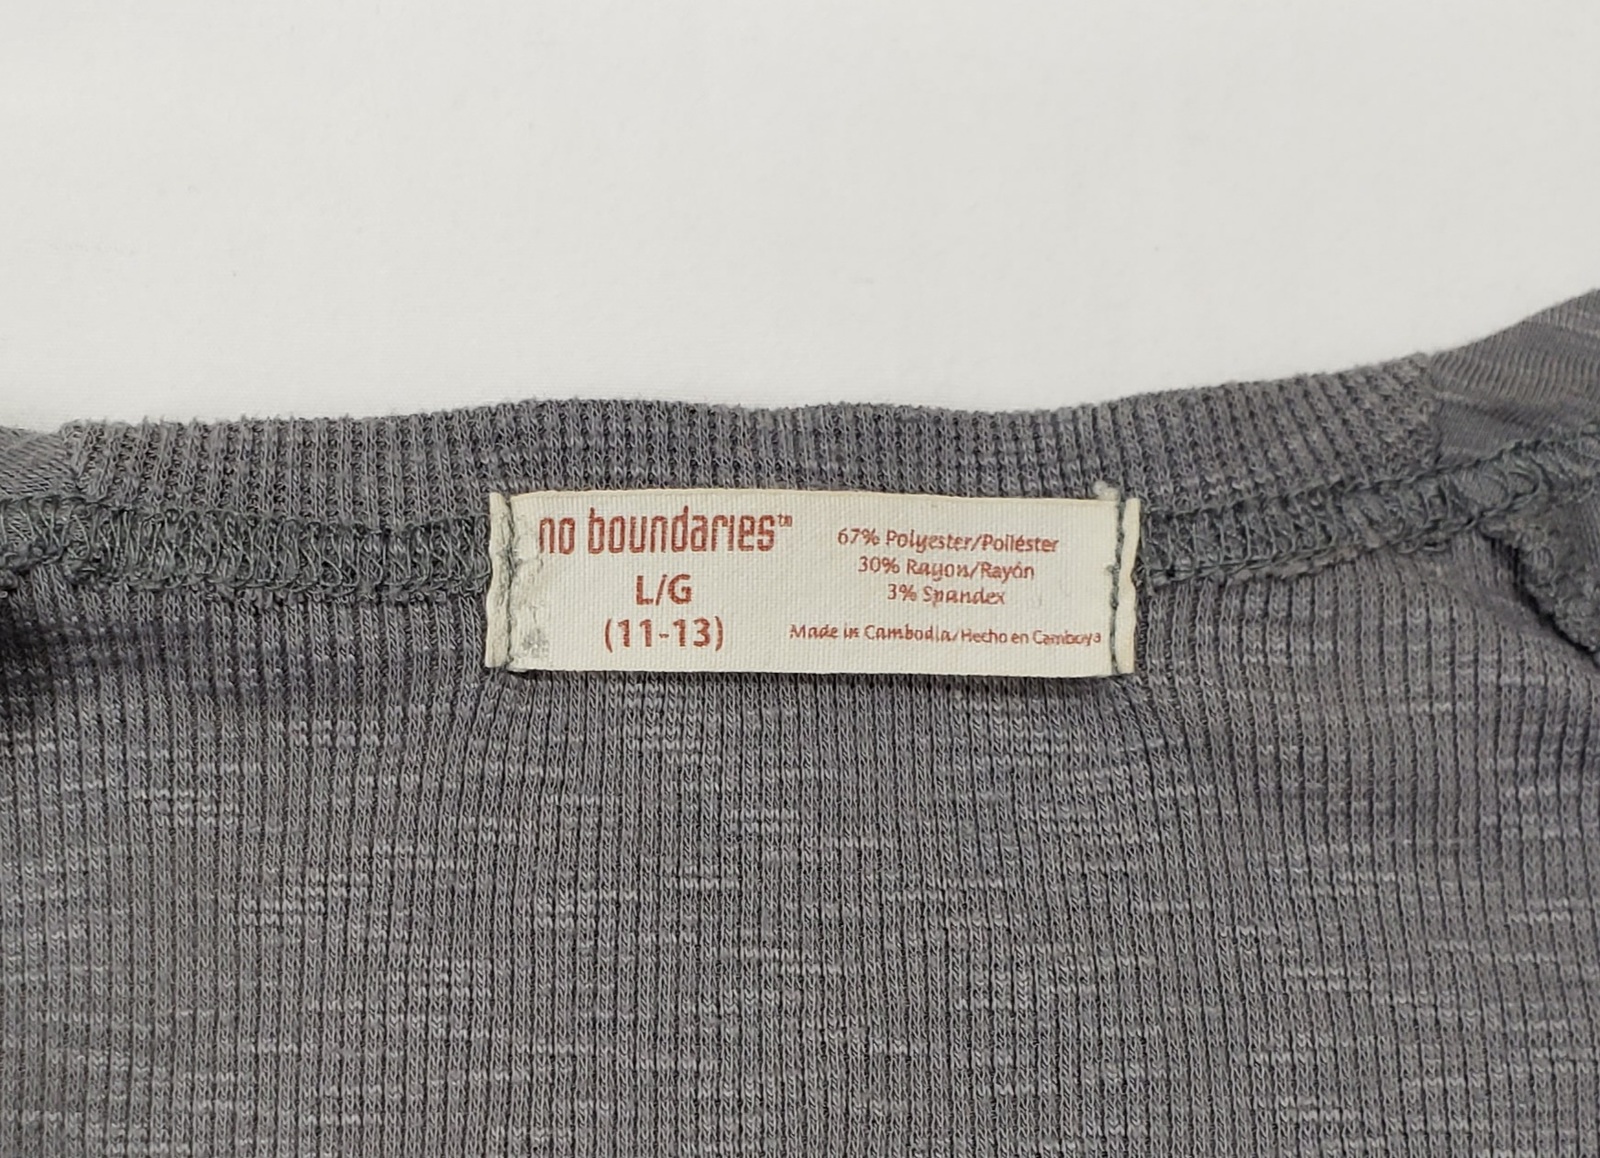 no boundaries™
L/G
(11-13)
67% Polyester/Poliéster
30% Rayon/Rayón
3% Spandex
Made in Cambodia/Hecho en Camboya